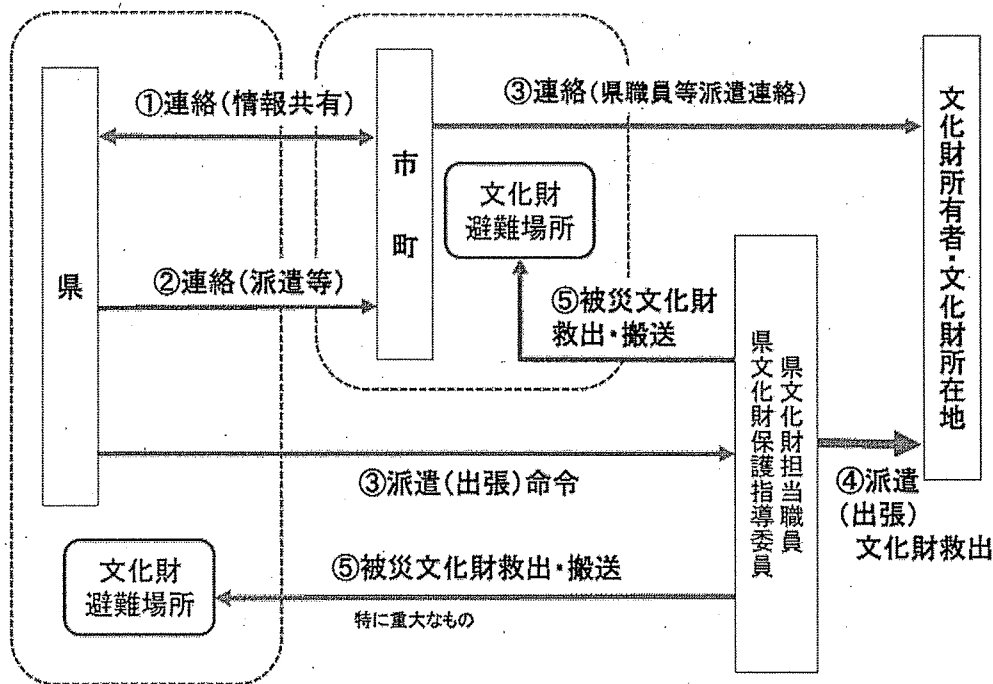 県
①連絡(情報共有)
②連絡(派遣等)
市町
文化財
避難場所
③連絡(県職員等派遣連絡)
文化財所有者・文化財所在地
⑤被災文化財
救出・搬送
県文化財担当職員
県文化財保護指導委員
③派遣(出張)命令
④派遣
(出張)
文化財救出
文化財
避難場所
⑤被災文化財救出・搬送
特に重大なもの